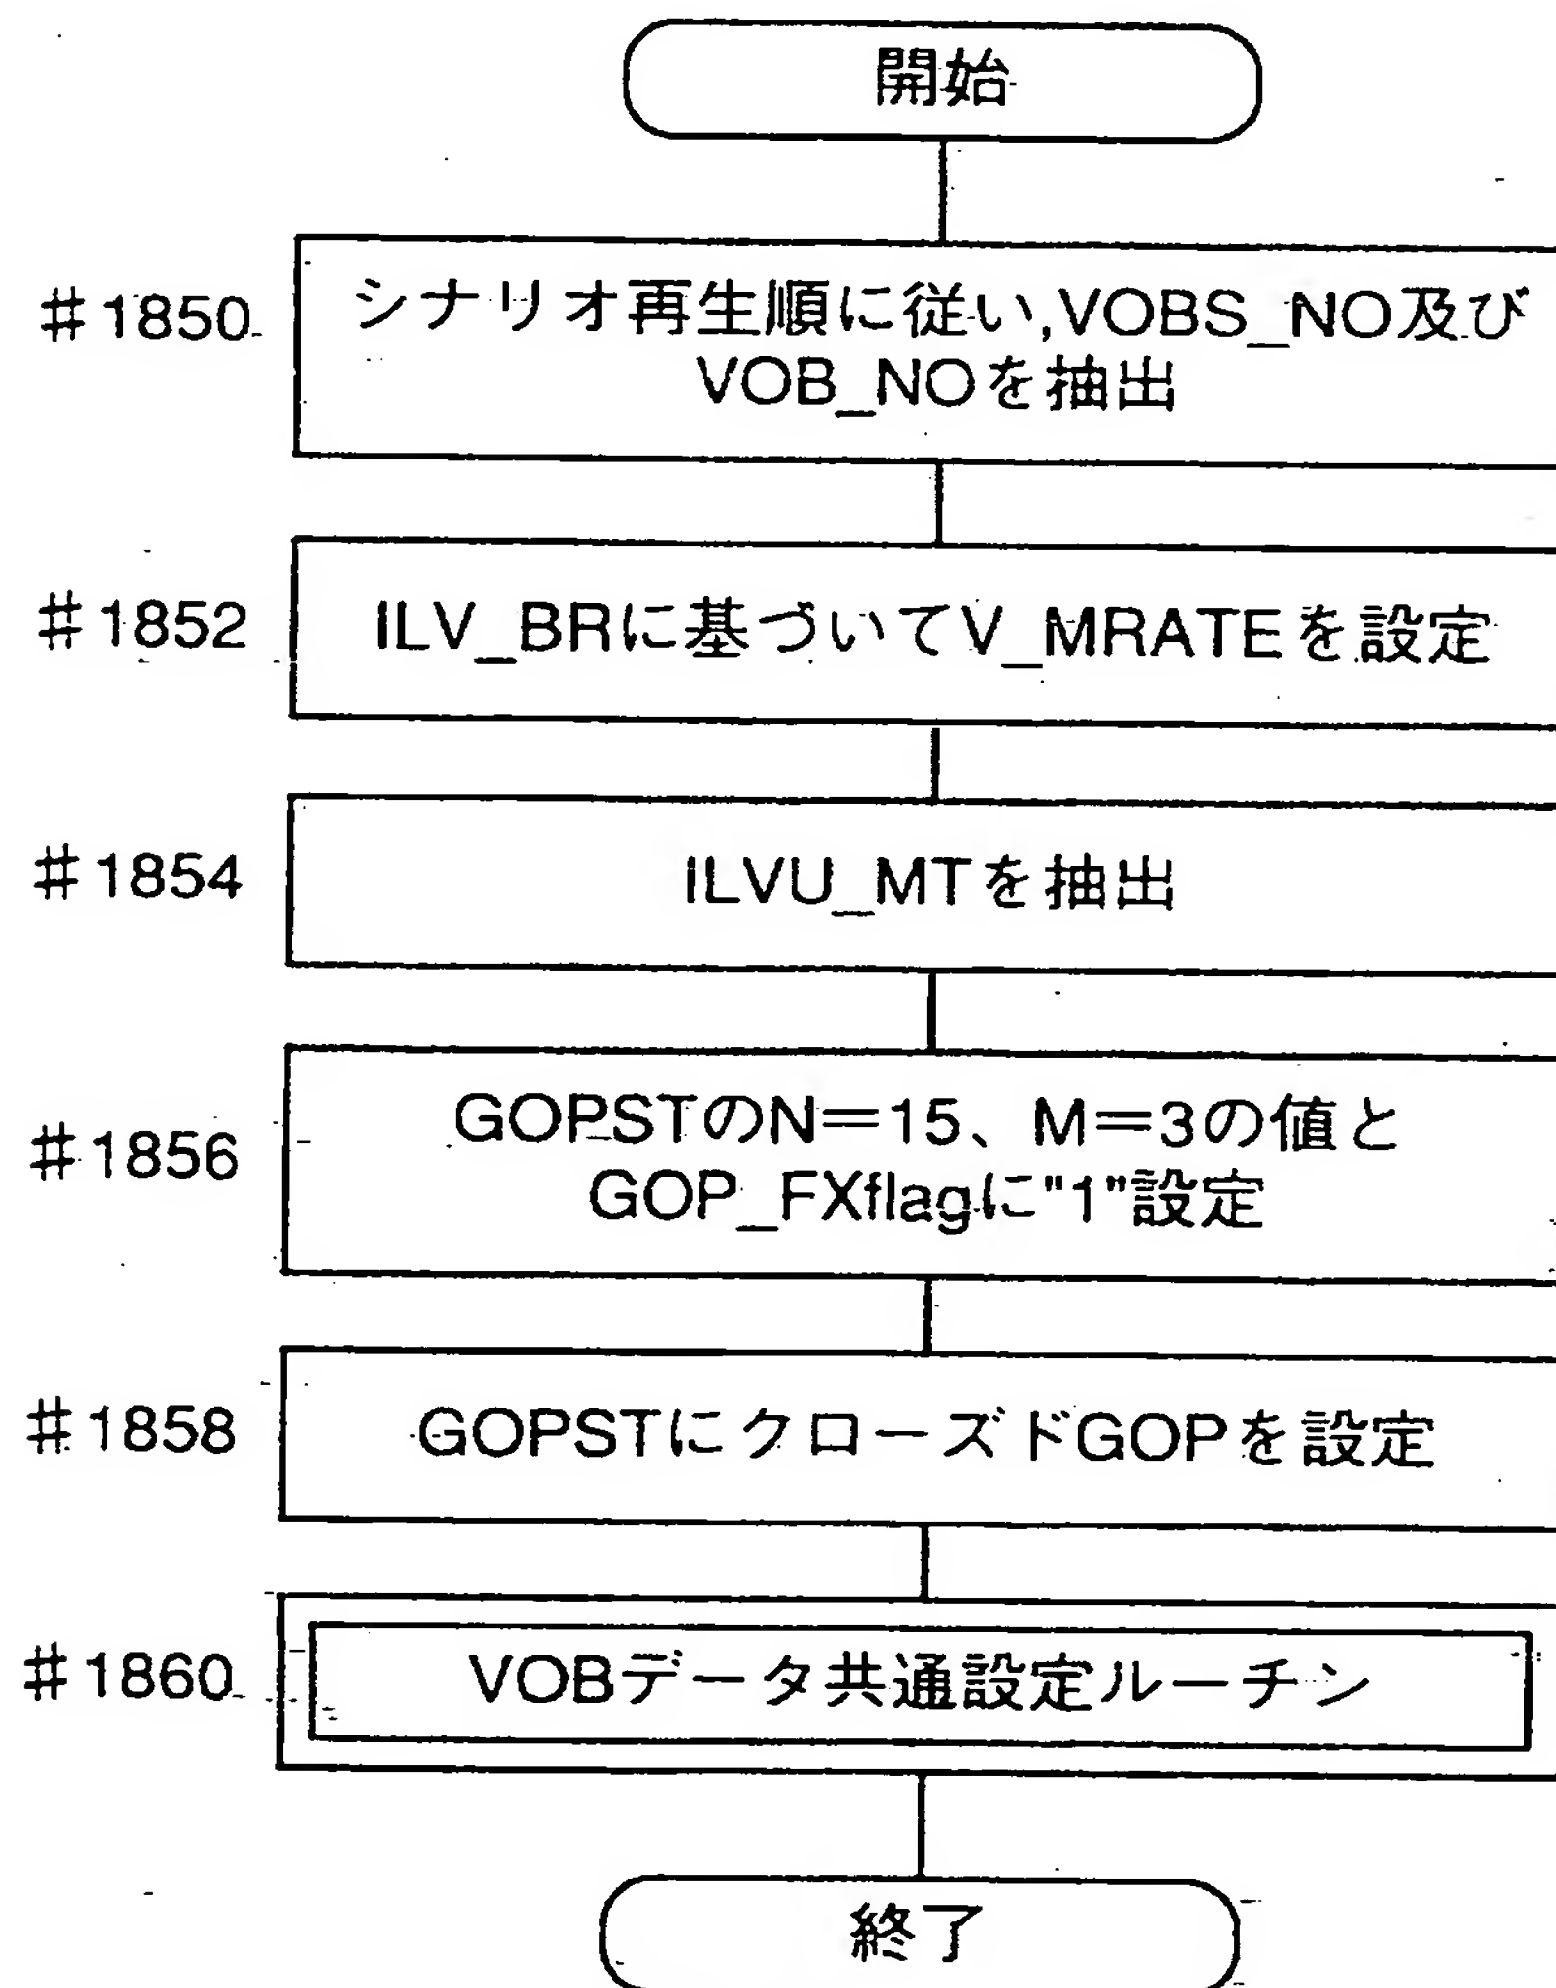 開始
#1850
シナリオ再生順に従い,VOBS_NO及び
VOB_NOを抽出
#1852
ILV_BRに基づいてV_MRATEを設定
#1854
ILVU_MTを抽出
#1856
GOPSTのN＝15、M＝3の値と
GOP_FXflagに"1"設定
#1858
GOPSTにクローズドGOPを設定
#1860
VOBデータ共通設定ルーチン
終了